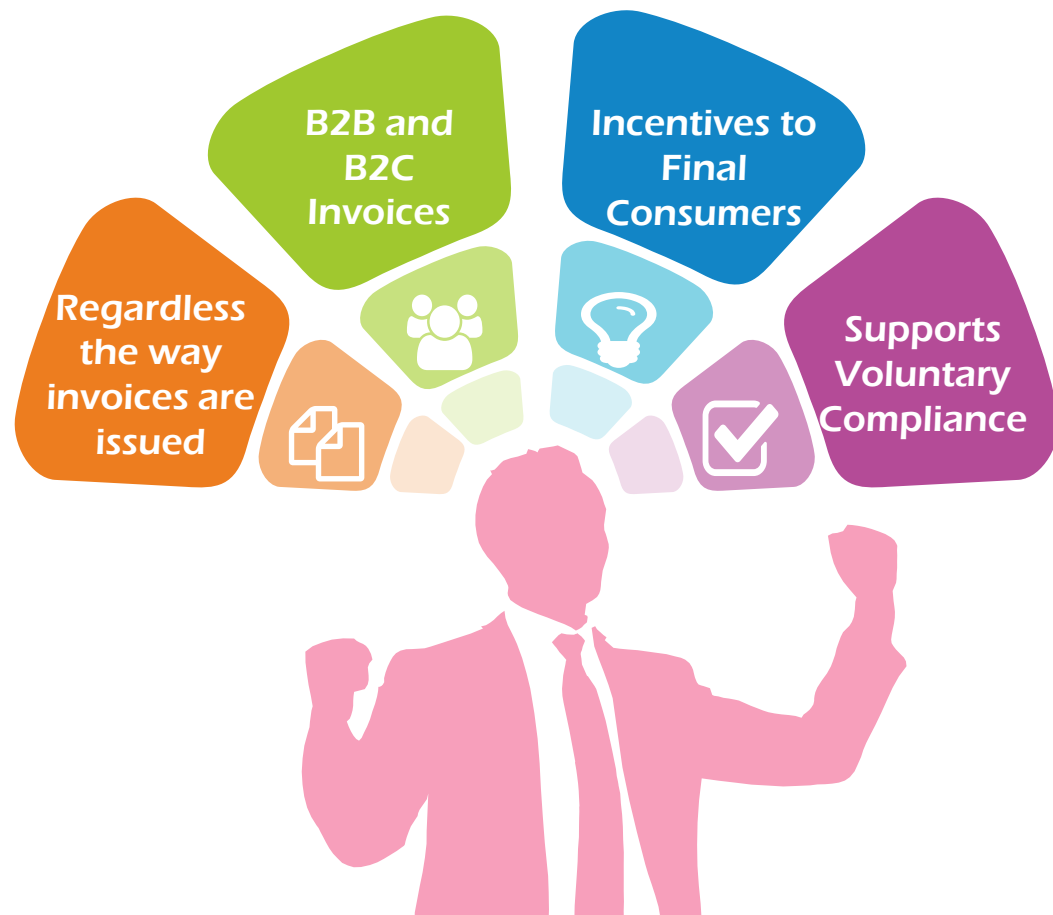 Regardless
the way
invoices are
issued
B2B and
B2C
Invoices
Incentives to
Final
Consumers
Supports
Voluntary
Compliance